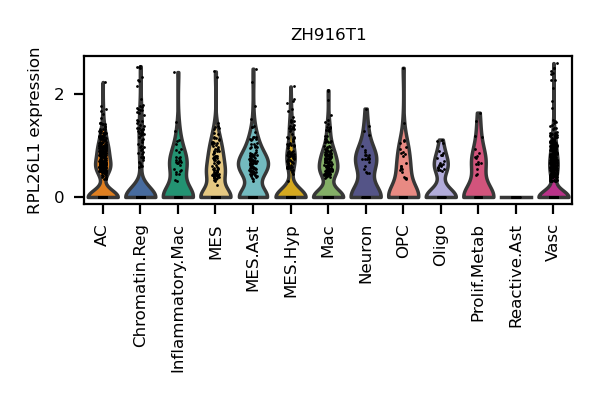 ZH916T1
RPL26L1 expression
2
0
AC
Chromatin.Reg
Inflammatory.Mac
MES
MES.Ast
MES.Hyp
Mac
Neuron
OPC
Oligo
Prolif.Metab
Reactive.Ast
Vasc